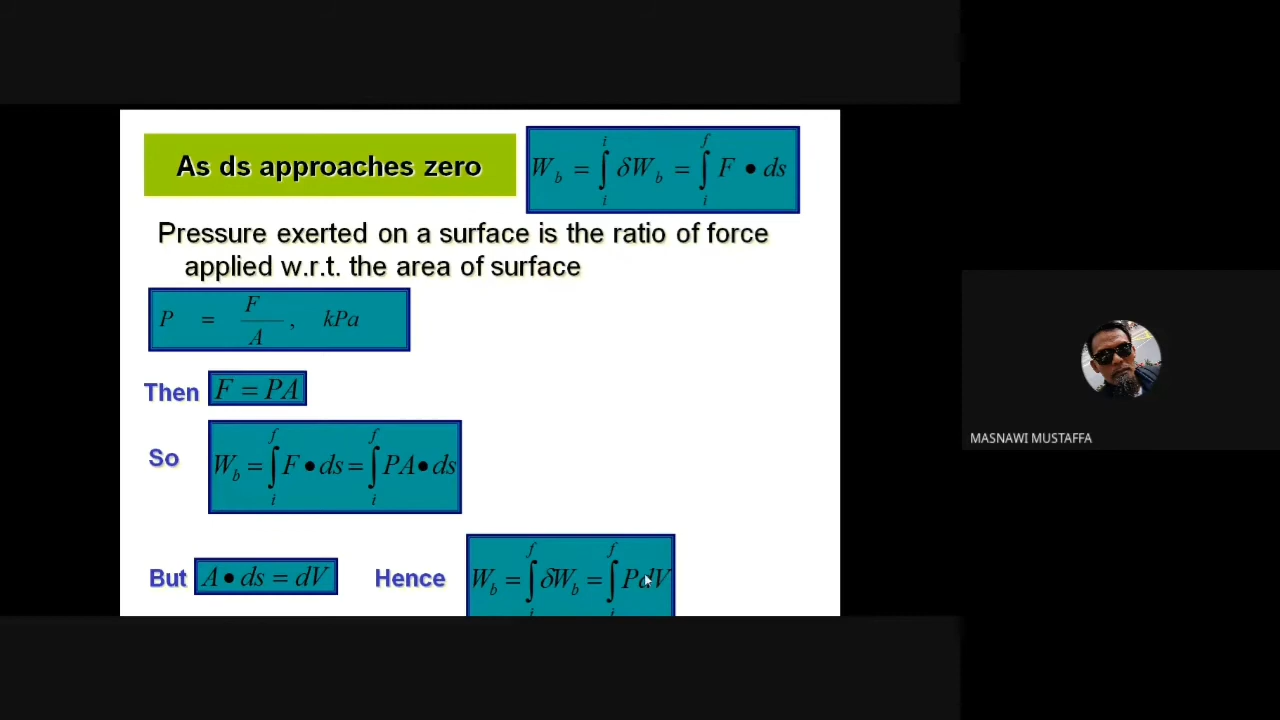 As ds approaches zero
W_b = ∫_i^i δW_b = ∫_i^f F • ds
Pressure exerted on a surface is the ratio of force
applied w.r.t. the area of surface
P = F/A , kPa
Then F = PA
So W_b = ∫_i^f F • ds = ∫_i^f PA • ds
But A • ds = dV Hence W_b = ∫_i^f δW_b = ∫_i^f PdV
MASNAWI MUSTAFFA